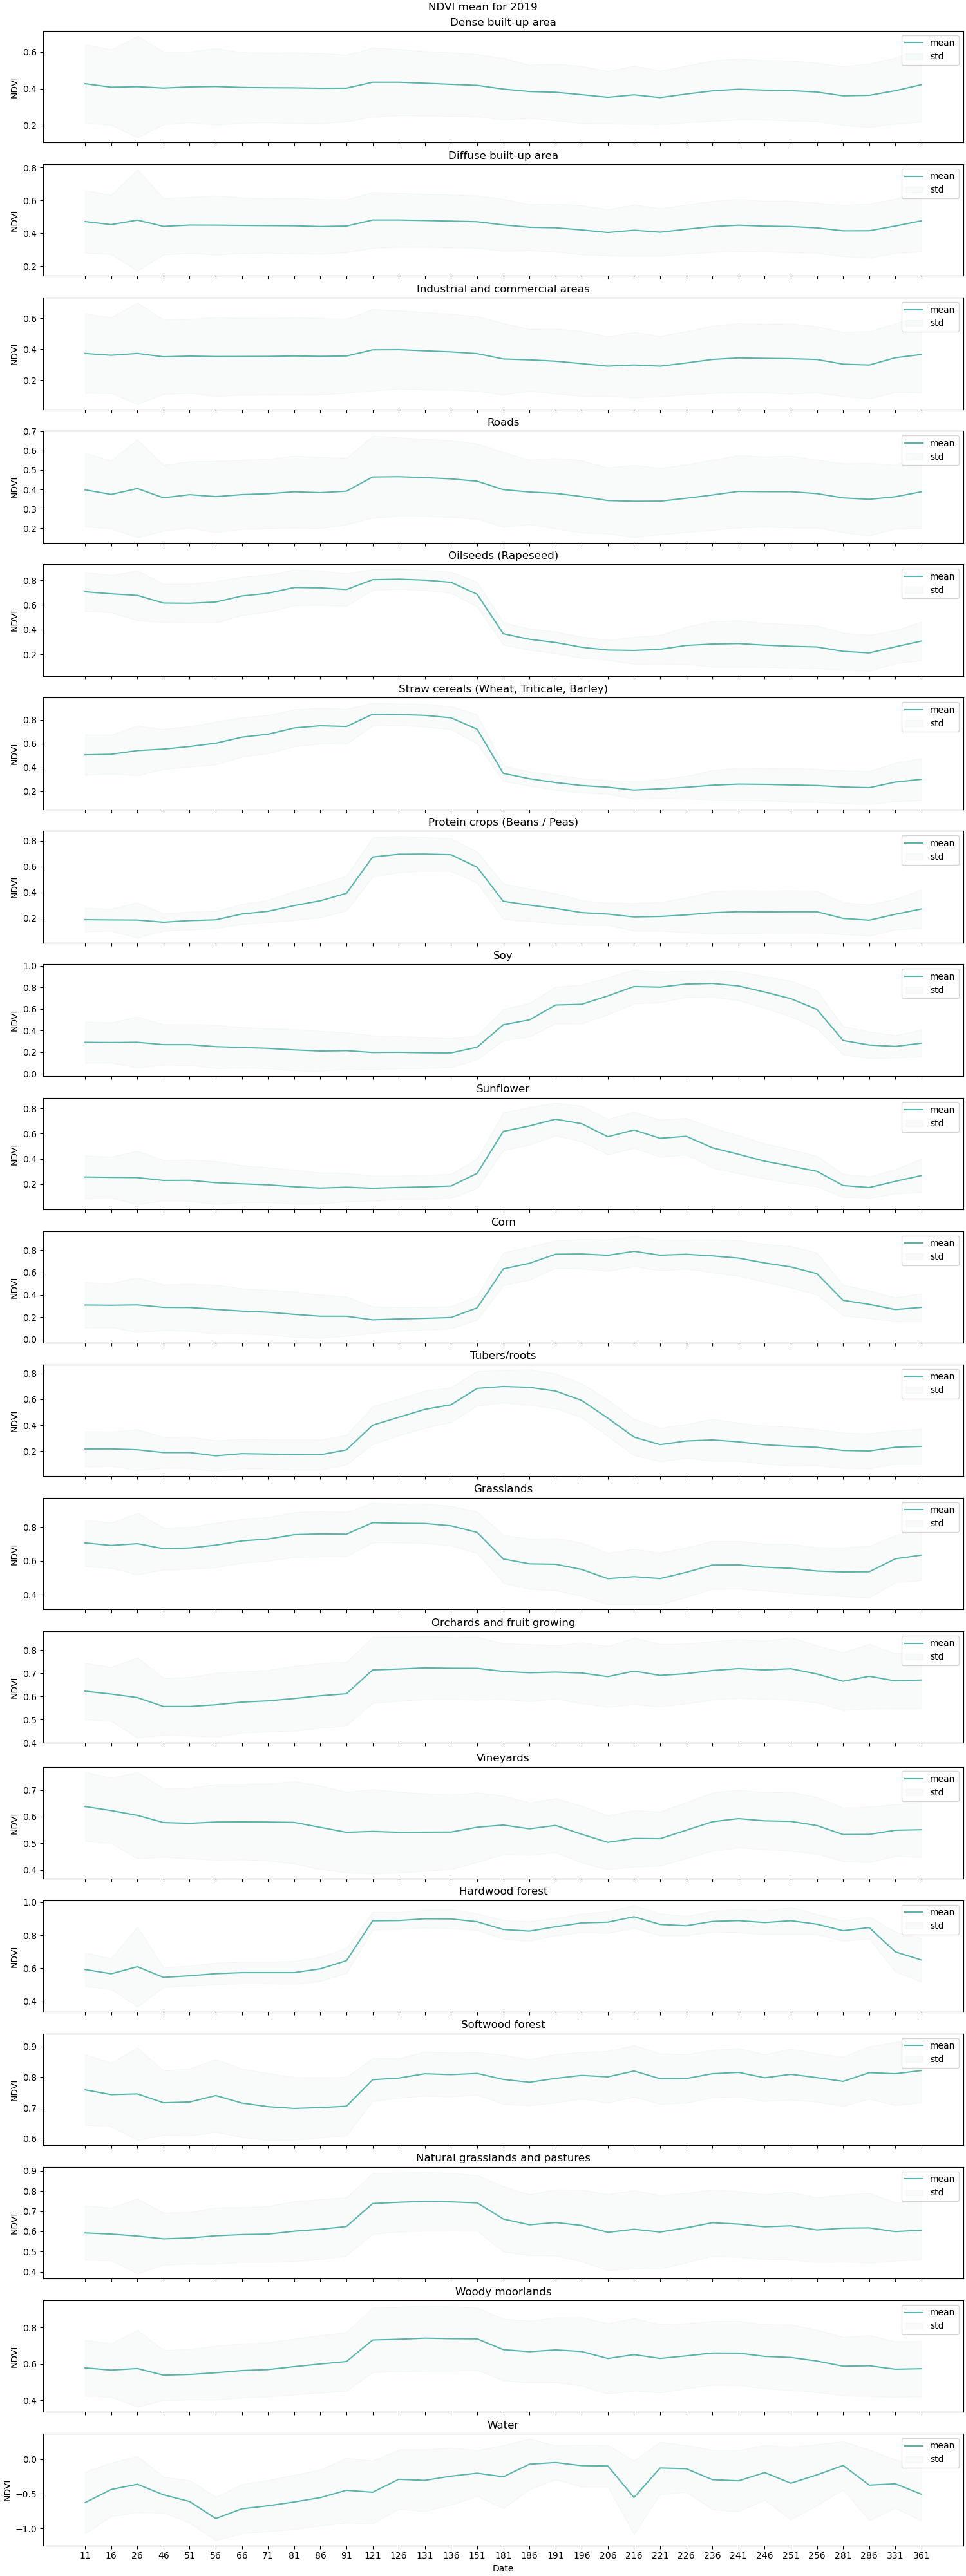 NDVI mean for 2019
Dense built-up area
NDVI
0.6
0.4
0.2
mean
std
Diffuse built-up area
NDVI
0.8
0.6
0.4
0.2
mean
std
Industrial and commercial areas
NDVI
0.6
0.4
0.2
mean
std
Roads
NDVI
0.7
0.6
0.5
0.4
0.3
0.2
mean
std
Oilseeds (Rapeseed)
NDVI
0.8
0.6
0.4
0.2
mean
std
Straw cereals (Wheat, Triticale, Barley)
NDVI
0.8
0.6
0.4
0.2
mean
std
Protein crops (Beans / Peas)
NDVI
0.8
0.6
0.4
0.2
mean
std
Soy
NDVI
1.0
0.8
0.6
0.4
0.2
0.0
mean
std
Sunflower
NDVI
0.8
0.6
0.4
0.2
mean
std
Corn
NDVI
0.8
0.6
0.4
0.2
0.0
mean
std
Tubers/roots
NDVI
0.8
0.6
0.4
0.2
mean
std
Grasslands
NDVI
0.8
0.6
0.4
mean
std
Orchards and fruit growing
NDVI
0.8
0.7
0.6
0.5
0.4
mean
std
Vineyards
NDVI
0.7
0.6
0.5
0.4
mean
std
Hardwood forest
NDVI
1.0
0.8
0.6
0.4
mean
std
Softwood forest
NDVI
0.9
0.8
0.7
0.6
mean
std
Natural grasslands and pastures
NDVI
0.9
0.8
0.7
0.6
0.5
0.4
mean
std
Woody moorlands
NDVI
0.8
0.6
0.4
mean
std
Water
NDVI
0.0
−0.5
−1.0
mean
std
11 16 26 46 51 56 66 71 81 86 91 121 126 131 136 151 181 186 191 196 206 216 221 226 236 241 246 251 256 281 286 331 361
Date